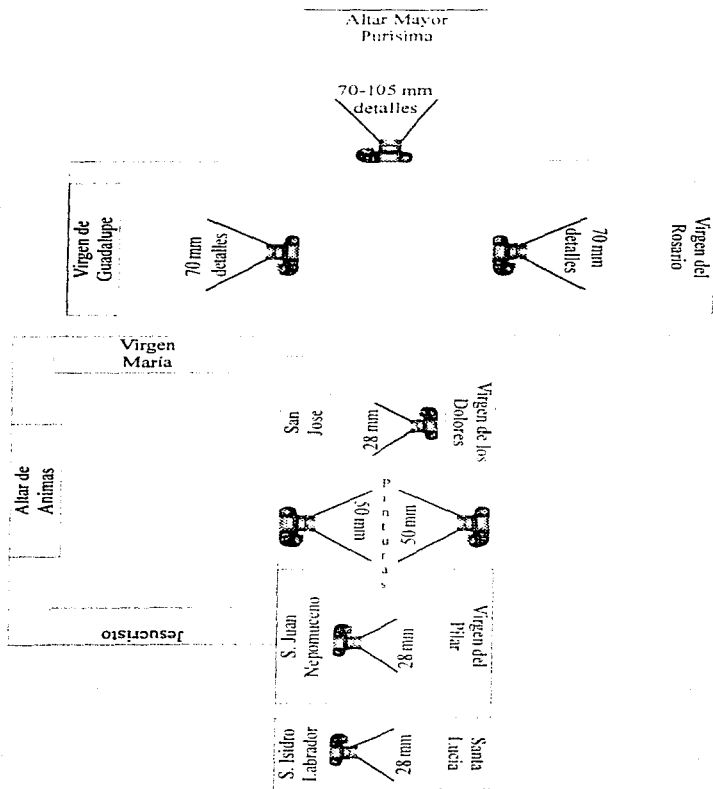 Altar Mayor
Purisima
70-105 mm
detalles
Virgen de
Guadalupe
70 mm
detalles
70 mm
detalles
Virgen del
Rosario
Virgen
María
San
Jose
28 mm
Virgen de los
Dolores
Altar de
Animas
50 mm
Pinturas
50 mm
Jesucristo
S. Juan
Nepomuceno
28 mm
Virgen del
Pilar
S. Isidro
Labrador
28 mm
Santa
Lucia